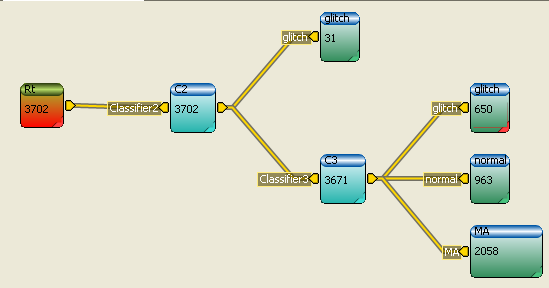 glitch
glitch
31
Rt
3702
Classifier2
C2
3702
glitch
glitch
650
Classifier3
C3
3671
normal
normal
963
MA
MA
2058